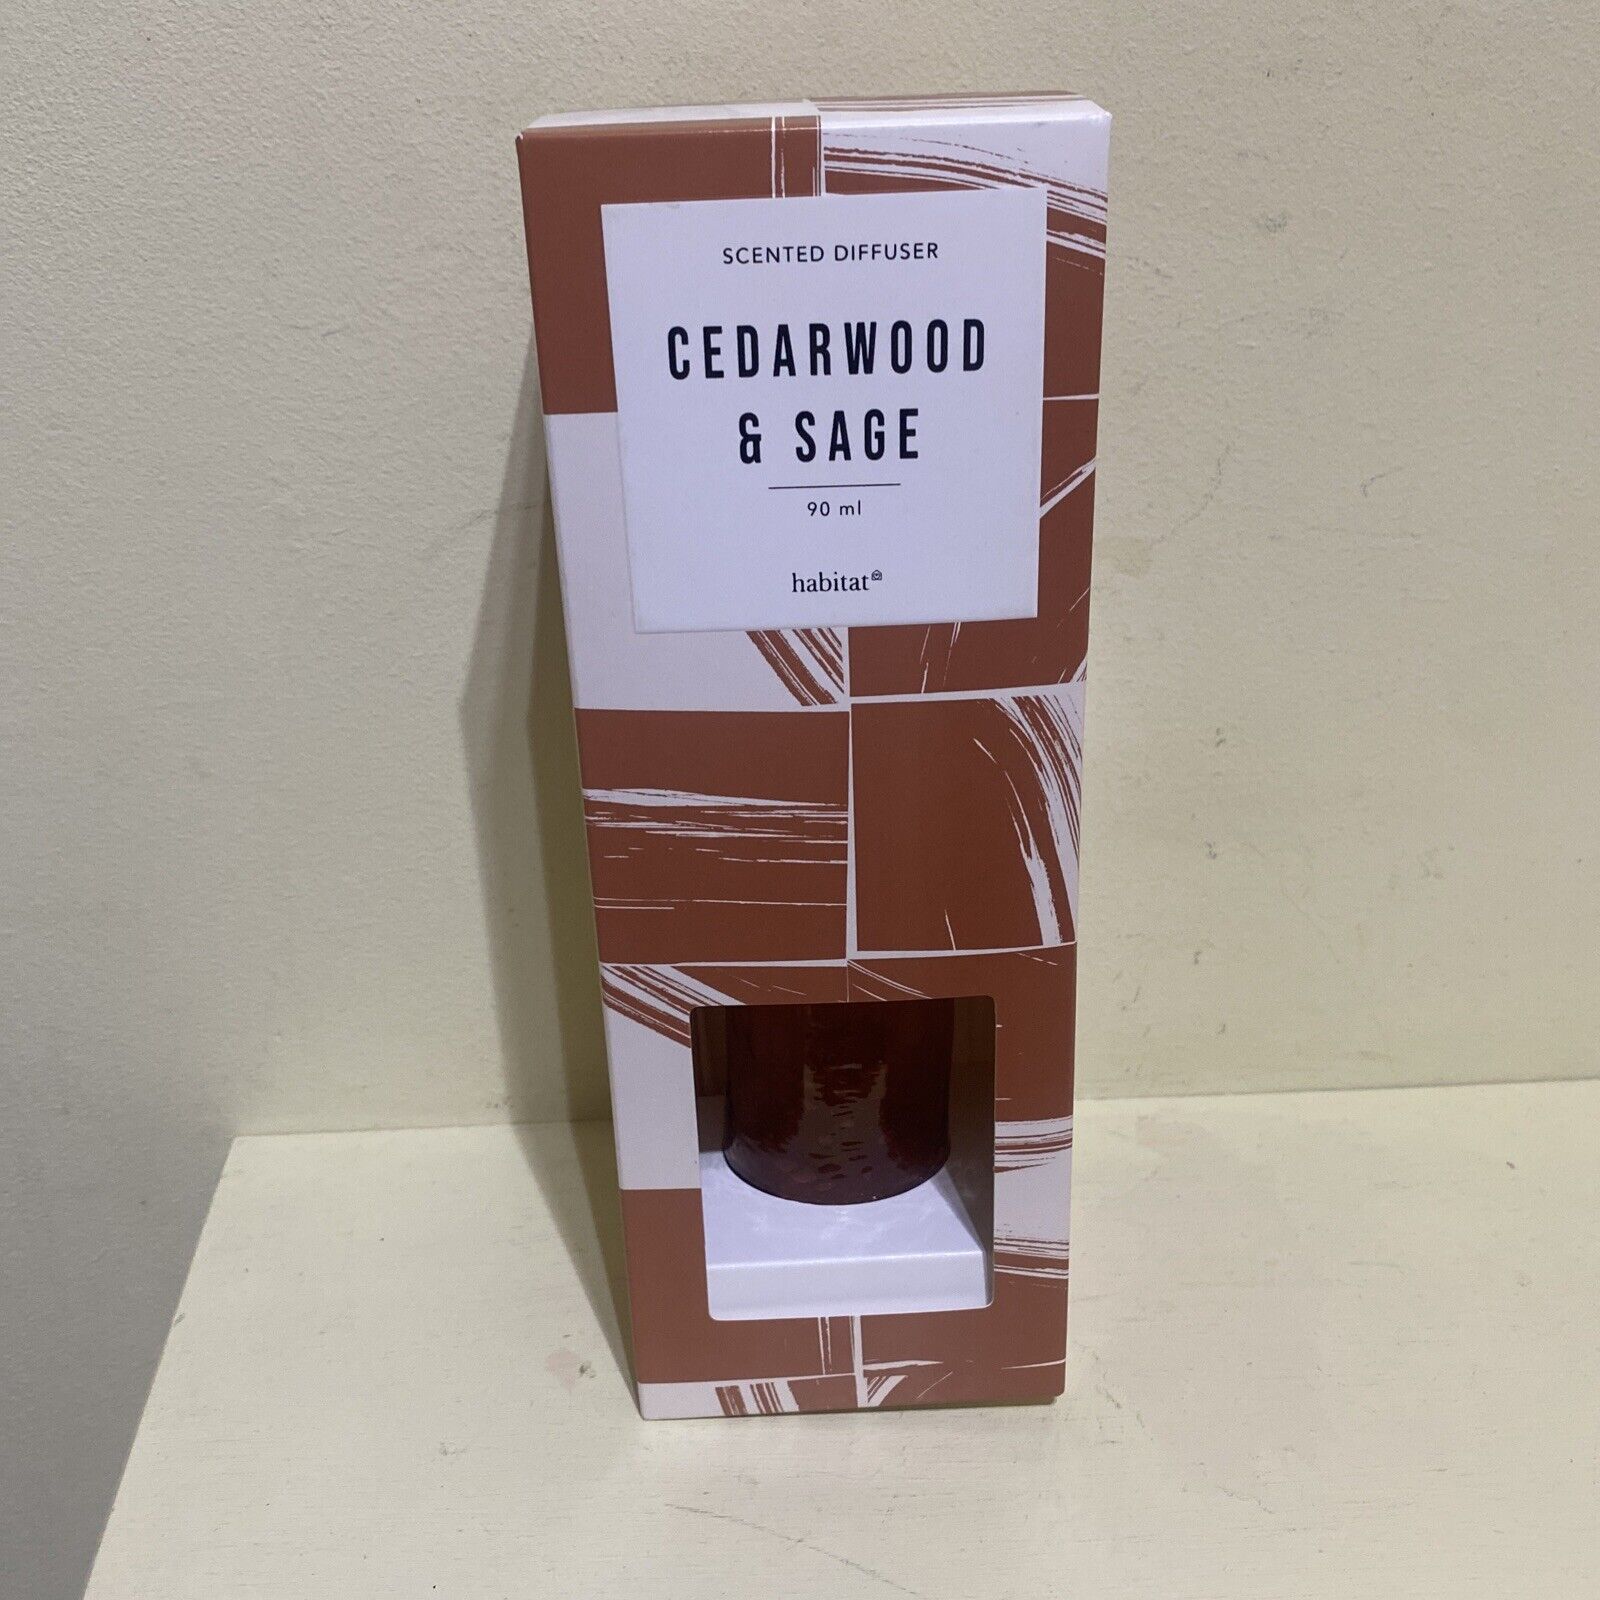 SCENTED DIFFUSER
CEDARWOOD
& SAGE
90 ml
habitat